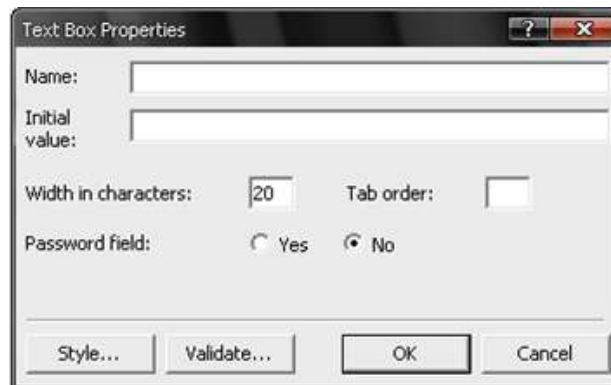 Text Box Properties ?
Name:
Initial
value:
Width in characters: 20 Tab order:
Password field: Yes No
Style... Validate... OK Cancel